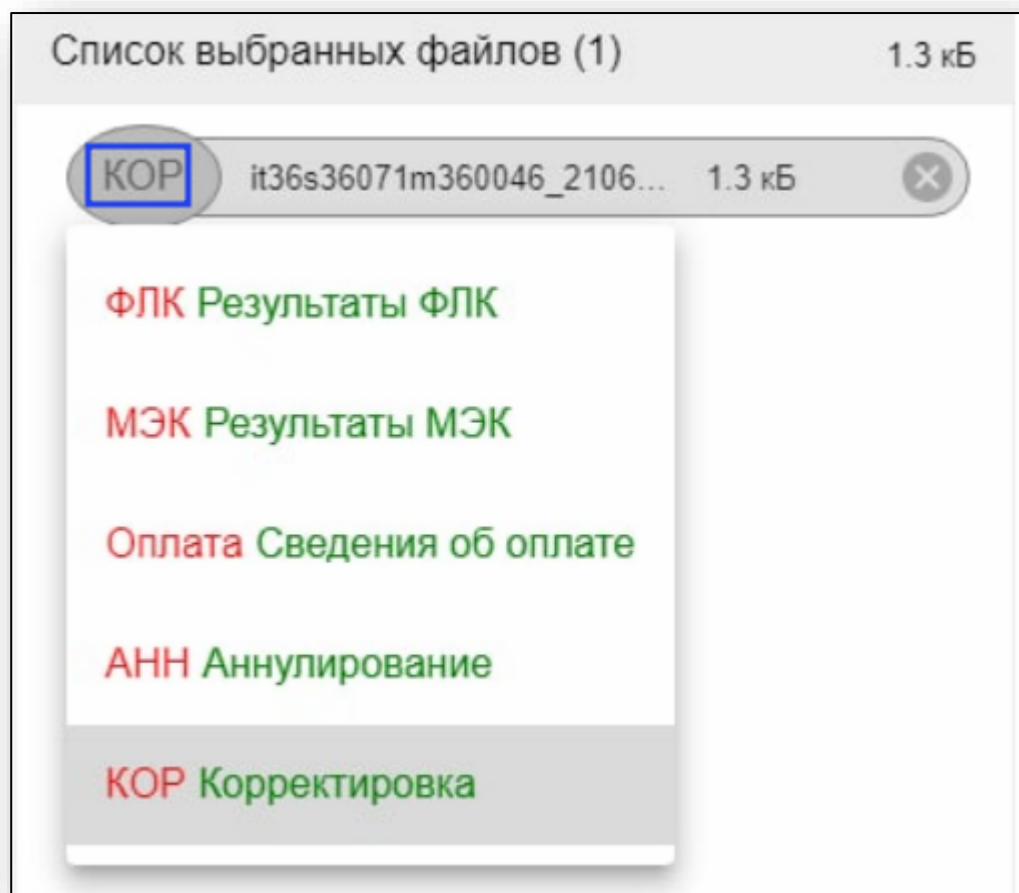 Список выбранных файлов (1) 1.3 кБ
КОР it36s36071m360046_2106... 1.3 кБ
ФЛК Результаты ФЛК
МЭК Результаты МЭК
Оплата Сведения об оплате
АНН Аннулирование
КОР Корректировка